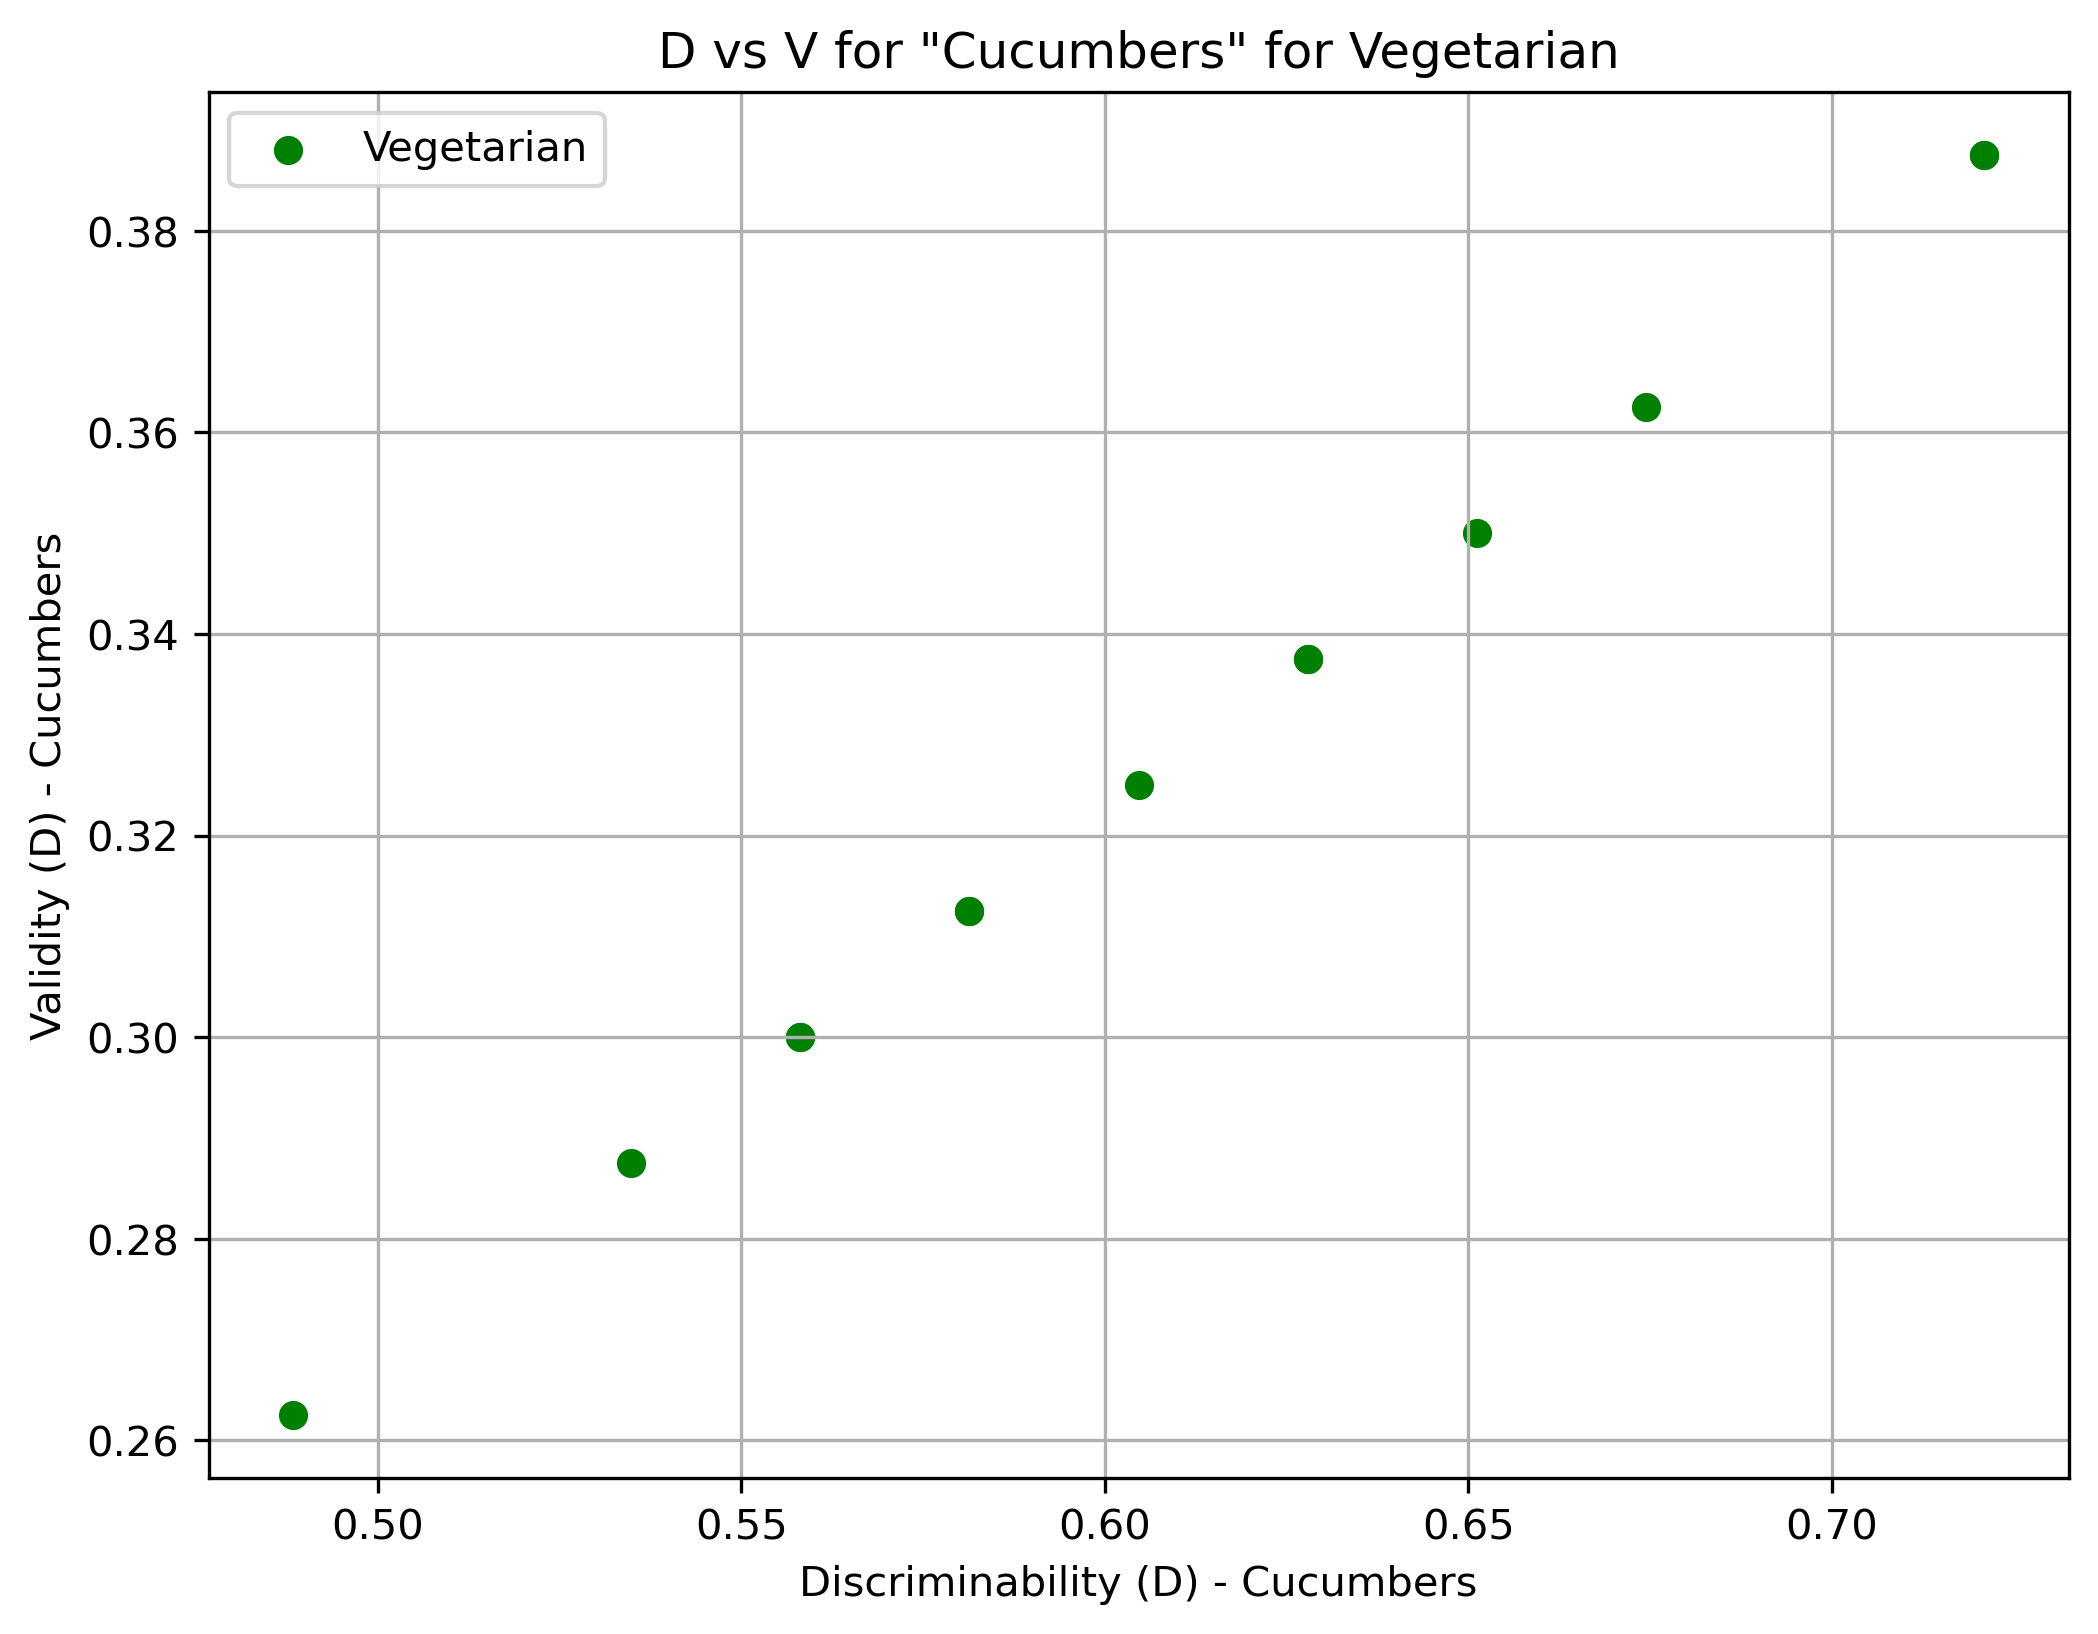 D vs V for "Cucumbers" for Vegetarian
Vegetarian
0.38
0.36
0.34
0.32
0.30
0.28
0.26
Validity (D) - Cucumbers
0.50 0.55 0.60 0.65 0.70
Discriminability (D) - Cucumbers